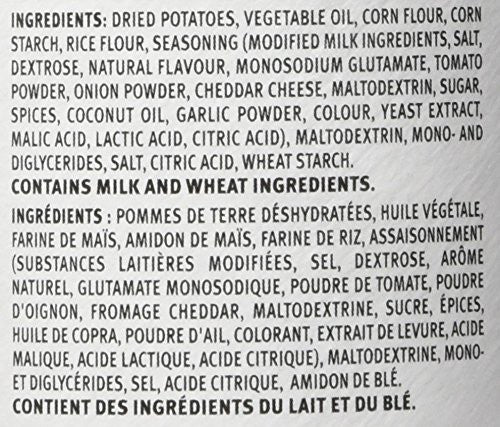 INGREDIENTS: DRIED POTATOES, VEGETABLE OIL, CORN FLOUR, CORN
STARCH, RICE FLOUR, SEASONING (MODIFIED MILK INGREDIENTS, SALT,
DEXTROSE, NATURAL FLAVOUR, MONOSODIUM GLUTAMATE, TOMATO
POWDER, ONION POWDER, CHEDDAR CHEESE, MALTODEXTRIN, SUGAR,
SPICES, COCONUT OIL, GARLIC POWDER, COLOUR, YEAST EXTRACT,
MALIC ACID, LACTIC ACID, CITRIC ACID), MALTODEXTRIN, MONO- AND
DIGLYCERIDES, SALT, CITRIC ACID, WHEAT STARCH.
CONTAINS MILK AND WHEAT INGREDIENTS.
INGRÉDIENTS : POMMES DE TERRE DÉSHYDRATÉES, HUILE VÉGÉTALE,
FARINE DE MAÏS, AMIDON DE MAÏS, FARINE DE RIZ, ASSAISONNEMENT
(SUBSTANCES LAITIÈRES MODIFIÉES, SEL, DEXTROSE, ARÔME
NATUREL, GLUTAMATE MONOSODIQUE, POUDRE DE TOMATE, POUDRE
D'OIGNON, FROMAGE CHEDDAR, MALTODEXTRINE, SUCRE, ÉPICES,
HUILE DE COPRA, POUDRE D'AIL, COLORANT, EXTRAIT DE LEVURE, ACIDE
MALIQUE, ACIDE LACTIQUE, ACIDE CITRIQUE), MALTODEXTRINE, MONO-
ET DIGLYCÉRIDES, SEL, ACIDE CITRIQUE, AMIDON DE BLÉ.
CONTIENT DES INGRÉDIENTS DU LAIT ET DU BLÉ.